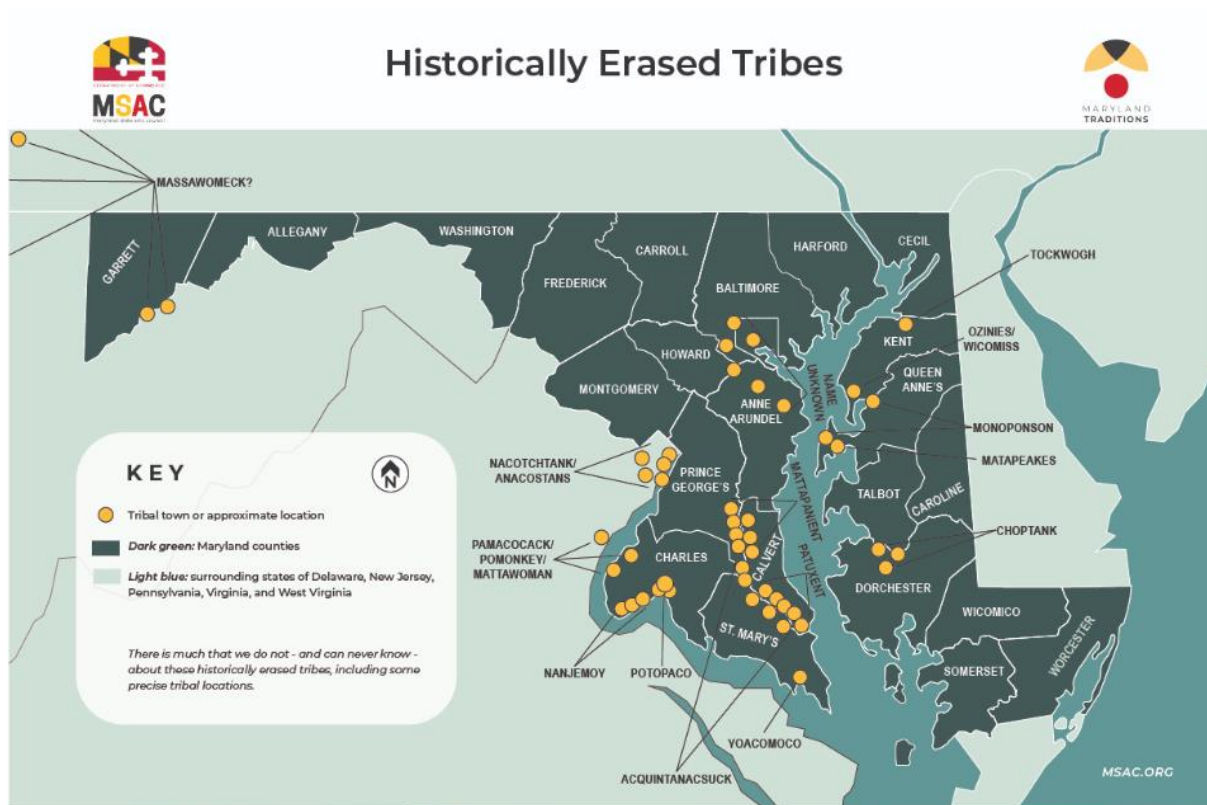 Historically Erased Tribes
MSAC
MARYLAND
TRADITIONS
MASSAWOMECK?
GARRETT
ALLEGANY
WASHINGTON
FREDERICK
CARROLL
BALTIMORE
HARFORD
CECIL
TOCKWOGH
KENT
OZINIES/
WICOMISS
HOWARD
MONTGOMERY
ANNE
ARUNDEL
NAME
UNKNOWN
QUEEN
ANNE'S
MONOPONSON
MATAPEAKES
NACOTCHTANK/
ANACOSTANS
PRINCE
GEORGE'S
MATTAPANIENT
TALBOT
CAROLINE
CHOPTANK
PAMACOCACK/
POMONKEY/
MATTAWOMAN
CHARLES
CALVERT
PATUXENT
DORCHESTER
WICOMICO
ST. MARY'S
SOMERSET
WORCESTER
NANJEMOY
POTOPACO
YOACOMOCO
ACQUINTANACSUCK
KEY
N
Tribal town or approximate location
Dark green: Maryland counties
Light blue: surrounding states of Delaware, New Jersey,
Pennsylvania, Virginia, and West Virginia
There is much that we do not - and can never know -
about these historically erased tribes, including some
precise tribal locations.
MSAC.ORG